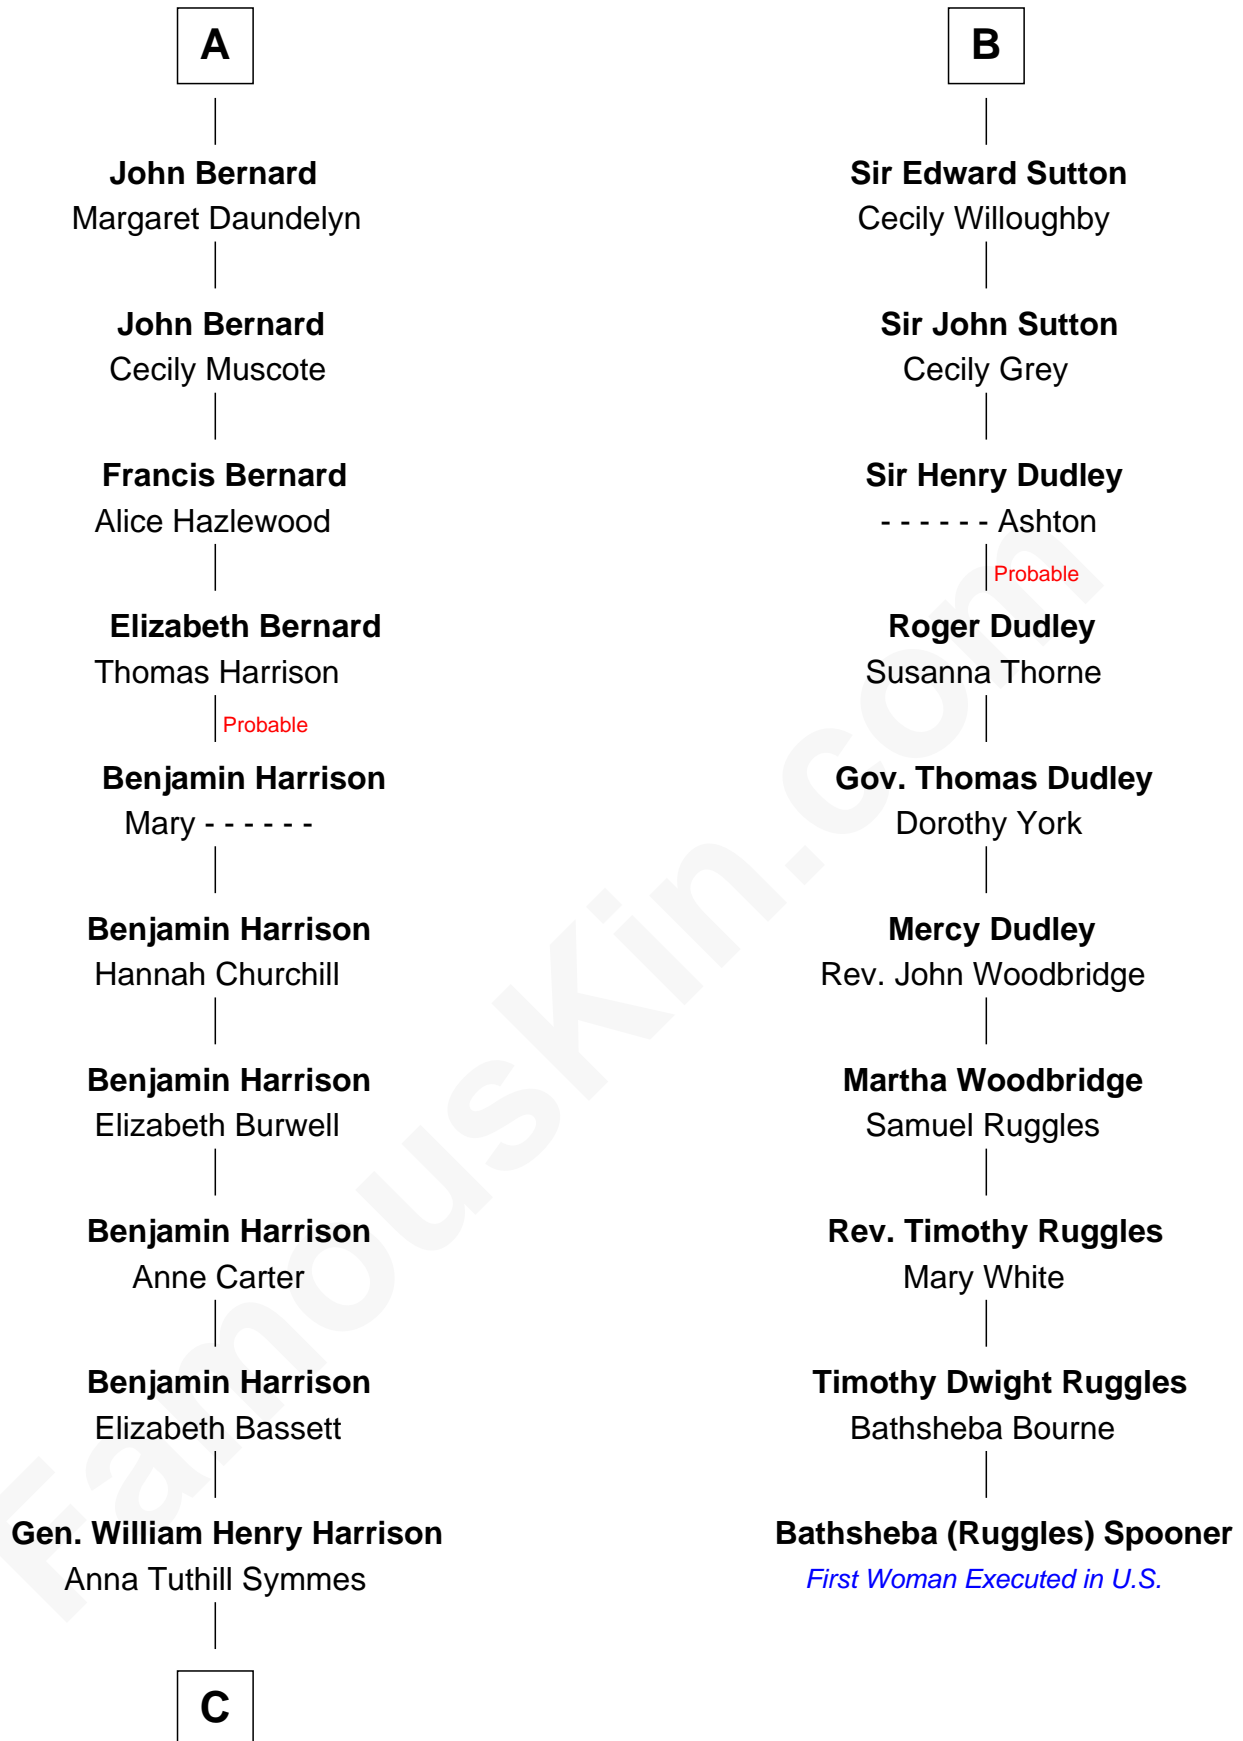 A
John Bernard
Margaret Daundelyn
John Bernard
Cecily Muscote
Francis Bernard
Alice Hazlewood
Elizabeth Bernard
Thomas Harrison
Probable
Benjamin Harrison
Mary - - - - - -
Benjamin Harrison
Hannah Churchill
Benjamin Harrison
Elizabeth Burwell
Benjamin Harrison
Anne Carter
Benjamin Harrison
Elizabeth Bassett
Gen. William Henry Harrison
Anna Tuthill Symmes
C
B
Sir Edward Sutton
Cecily Willoughby
Sir John Sutton
Cecily Grey
Sir Henry Dudley
- - - - - - Ashton
Probable
Roger Dudley
Susanna Thorne
Gov. Thomas Dudley
Dorothy York
Mercy Dudley
Rev. John Woodbridge
Martha Woodbridge
Samuel Ruggles
Rev. Timothy Ruggles
Mary White
Timothy Dwight Ruggles
Bathsheba Bourne
Bathsheba (Ruggles) Spooner
First Woman Executed in U.S.
FamousKin.com